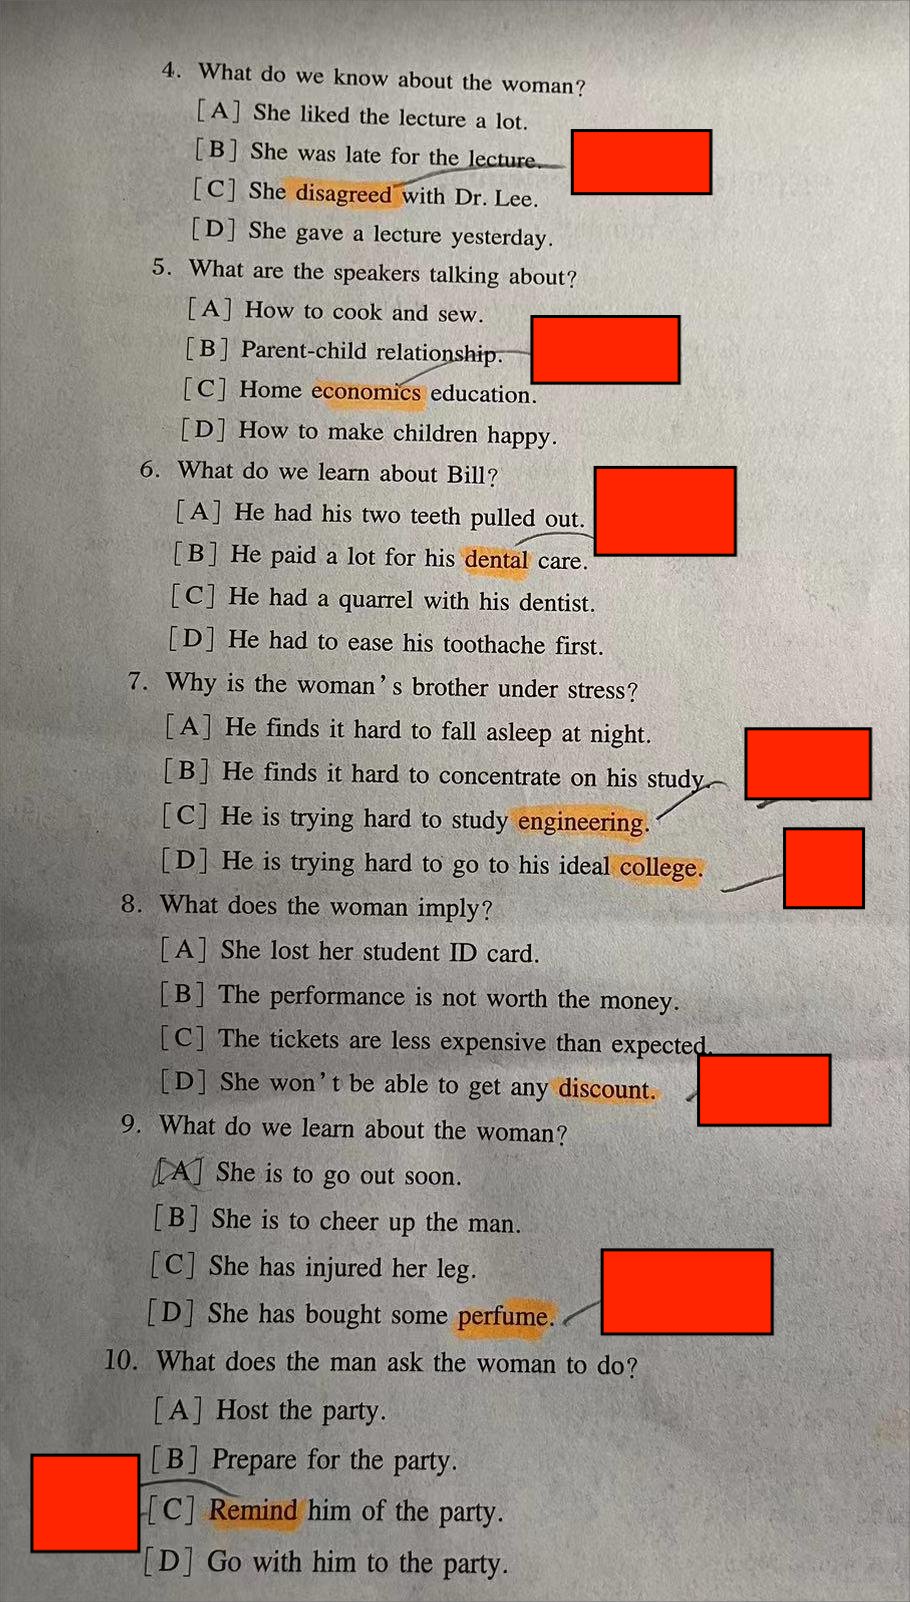 4. What do we know about the woman?
[A] She liked the lecture a lot.
[B] She was late for the lecture.
[C] She disagreed with Dr. Lee.
[D] She gave a lecture yesterday.
5. What are the speakers talking about?
[A] How to cook and sew.
[B] Parent-child relationship.
[C] Home economics education.
[D] How to make children happy.
6. What do we learn about Bill?
[A] He had his two teeth pulled out.
[B] He paid a lot for his dental care.
[C] He had a quarrel with his dentist.
[D] He had to ease his toothache first.
7. Why is the woman's brother under stress?
[A] He finds it hard to fall asleep at night.
[B] He finds it hard to concentrate on his study.
[C] He is trying hard to study engineering.
[D] He is trying hard to go to his ideal college.
8. What does the woman imply?
[A] She lost her student ID card.
[B] The performance is not worth the money.
[C] The tickets are less expensive than expected.
[D] She won't be able to get any discount.
9. What do we learn about the woman?
[A] She is to go out soon.
[B] She is to cheer up the man.
[C] She has injured her leg.
[D] She has bought some perfume.
10. What does the man ask the woman to do?
[A] Host the party.
[B] Prepare for the party.
[C] Remind him of the party.
[D] Go with him to the party.